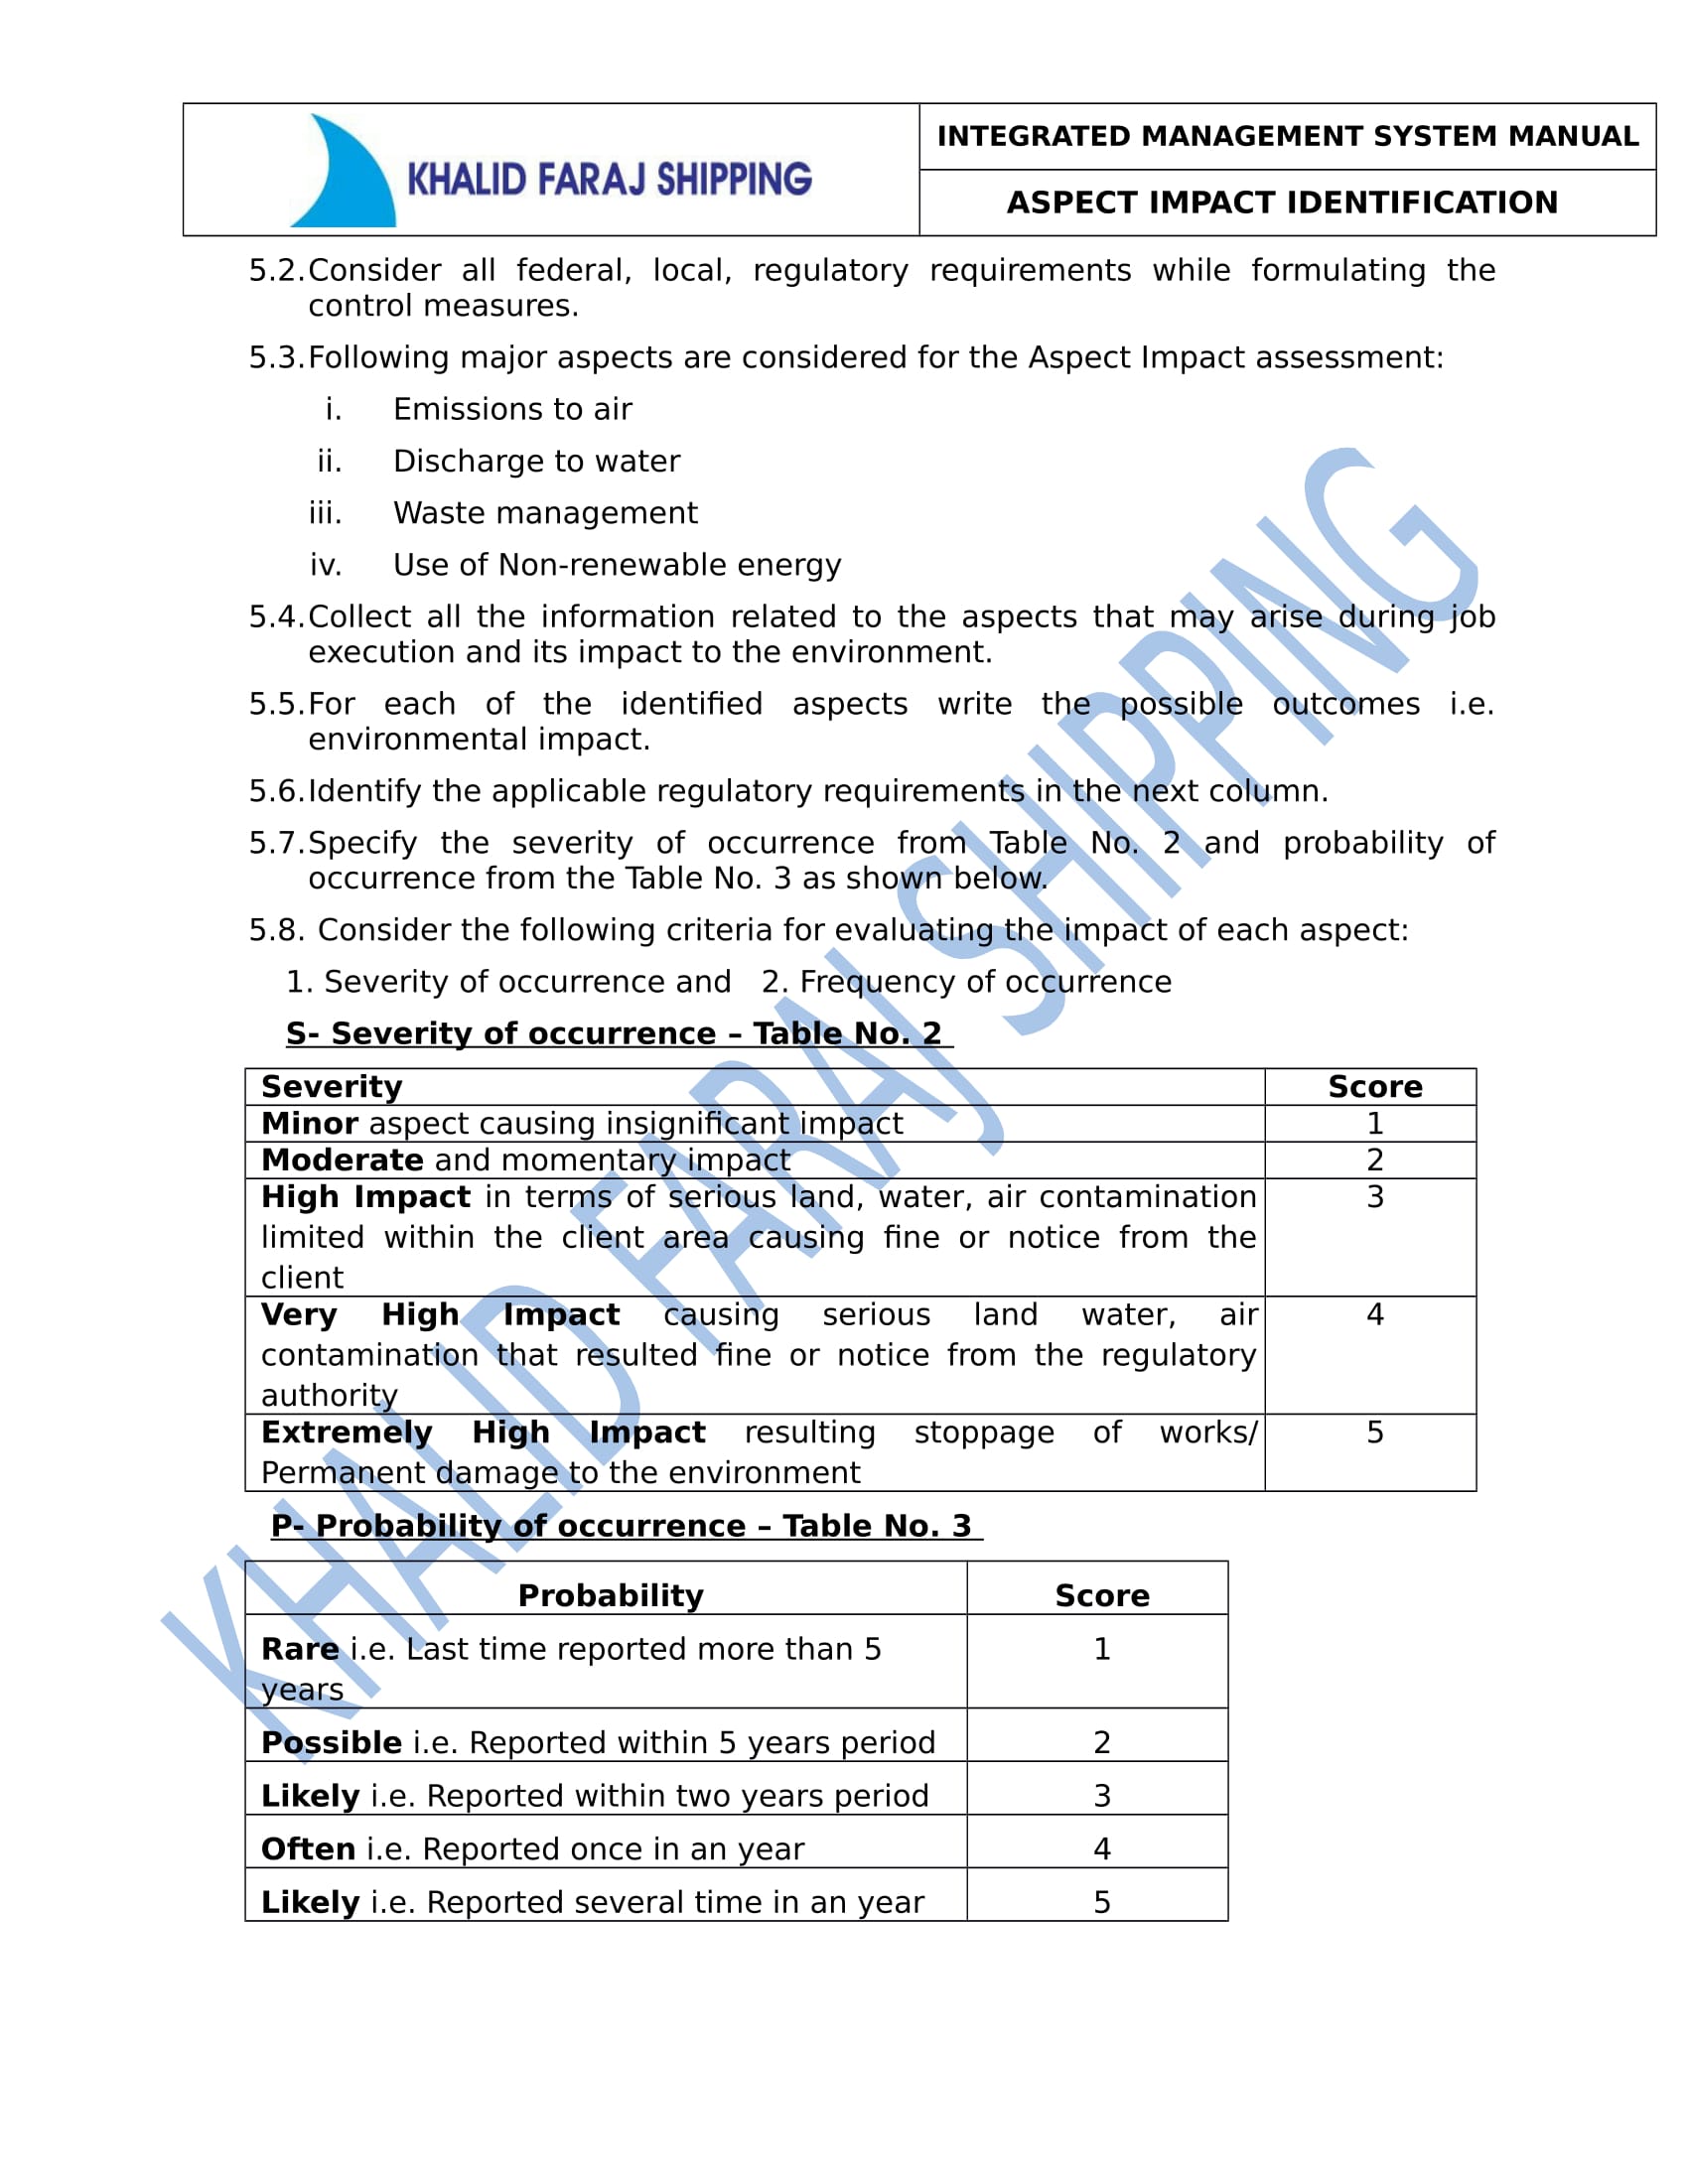 KHALID FARAJ SHIPPING
INTEGRATED MANAGEMENT SYSTEM MANUAL
ASPECT IMPACT IDENTIFICATION
5.2.Consider all federal, local, regulatory requirements while formulating the
control measures.
5.3.Following major aspects are considered for the Aspect Impact assessment:
i. Emissions to air
ii. Discharge to water
iii. Waste management
iv. Use of Non-renewable energy
5.4.Collect all the information related to the aspects that may arise during job
execution and its impact to the environment.
5.5.For each of the identified aspects write the possible outcomes i.e.
environmental impact.
5.6.Identify the applicable regulatory requirements in the next column.
5.7.Specify the severity of occurrence from Table No. 2 and probability of
occurrence from the Table No. 3 as shown below.
5.8. Consider the following criteria for evaluating the impact of each aspect:
1. Severity of occurrence and 2. Frequency of occurrence
S- Severity of occurrence – Table No. 2
Severity Score
Minor aspect causing insignificant impact 1
Moderate and momentary impact 2
High Impact in terms of serious land, water, air contamination 3
limited within the client area causing fine or notice from the
client
Very High Impact causing serious land water, air 4
contamination that resulted fine or notice from the regulatory
authority
Extremely High Impact resulting stoppage of works/ 5
Permanent damage to the environment
P- Probability of occurrence – Table No. 3
Probability Score
Rare i.e. Last time reported more than 5 1
years
Possible i.e. Reported within 5 years period 2
Likely i.e. Reported within two years period 3
Often i.e. Reported once in an year 4
Likely i.e. Reported several time in an year 5
KHALID FARAJ SHIPPING